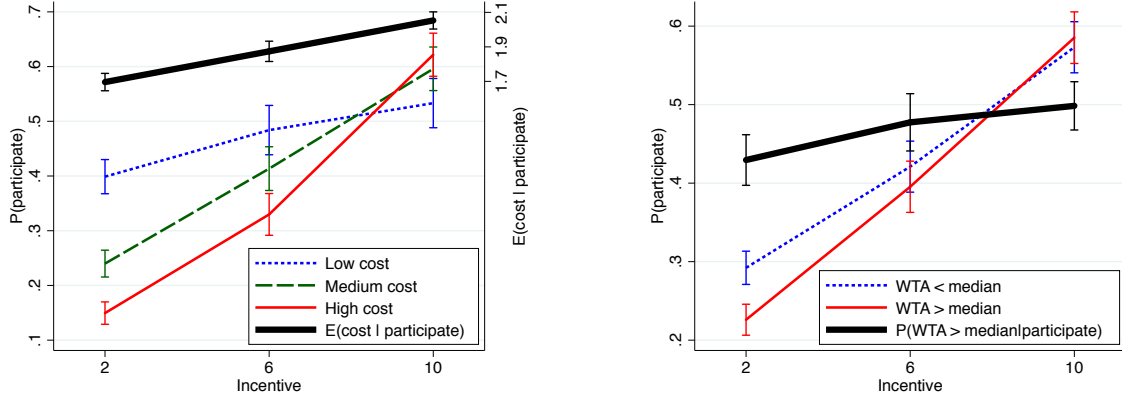 P(participate)
.7
.6
.5
.4
.3
.2
.1
2.1
1.9
1.7
E(cost | participate)
Low cost
Medium cost
High cost
E(cost | participate)
2
6
10
Incentive
P(participate)
.6
.5
.4
.3
.2
WTA < median
WTA > median
P(WTA > median|participate)
2
6
10
Incentive